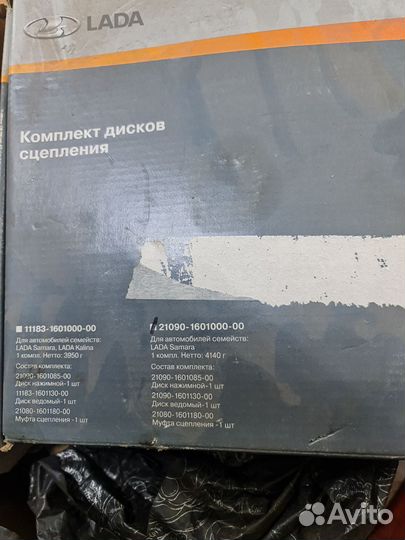 LADA
Комплект дисков
сцепления
11183-1601000-00
Для автомобилей семейств:
LADA Samara, LADA Kalina
1 компл. Нетто: 3950 г
Состав комплекта:
21090-1601085-00
Диск нажимной-1 шт
11183-1601130-00
Диск ведомый-1 шт
21080-1601180-00
Муфта сцепления -1 шт
21090-1601000-00
Для автомобилей семейств:
LADA Samara
1 компл. Нетто: 4140 г
Состав комплекта:
21090-1601085-00
Диск нажимной-1 шт
21090-1601130-00
Диск ведомый-1 шт
21080-1601180-00
Муфта сцепления - 1 шт
Avito